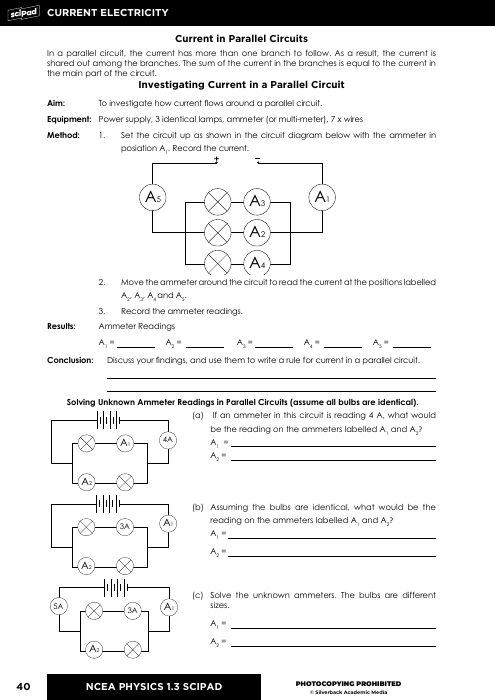 scipad CURRENT ELECTRICITY
Current in Parallel Circuits
In a parallel circuit, the current has more than one branch to follow. As a result, the current is
shared out among the branches. The sum of the current in the branches is equal to the current in
the main part of the circuit.
Investigating Current in a Parallel Circuit
Aim: To investigate how current flows around a parallel circuit.
Equipment: Power supply, 3 identical lamps, ammeter (or multi-meter), 7 x wires
Method: 1. Set the circuit up as shown in the circuit diagram below with the ammeter in
posiation A1. Record the current.
+ −
A5 A3 A1
A2
A4
2. Move the ammeter around the circuit to read the current at the positions labelled
A2, A3, A4 and A5.
3. Record the ammeter readings.
Results: Ammeter Readings
A1 = ______ A2 = ______ A3 = ______ A4 = ______ A5 = ______
Conclusion: Discuss your findings, and use them to write a rule for current in a parallel circuit.
Solving Unknown Ammeter Readings in Parallel Circuits (assume all bulbs are identical).
A1 4A
A2
(a) If an ammeter in this circuit is reading 4 A, what would
be the reading on the ammeters labelled A1 and A2?
A1 =
A2 =
3A A1
A2
(b) Assuming the bulbs are identical, what would be the
reading on the ammeters labelled A1 and A2?
A1 =
A2 =
5A 3A A1
A2
(c) Solve the unknown ammeters. The bulbs are different
sizes.
A1 =
A2 =
40 NCEA PHYSICS 1.3 SCIPAD
PHOTOCOPYING PROHIBITED
© Silverback Academic Media